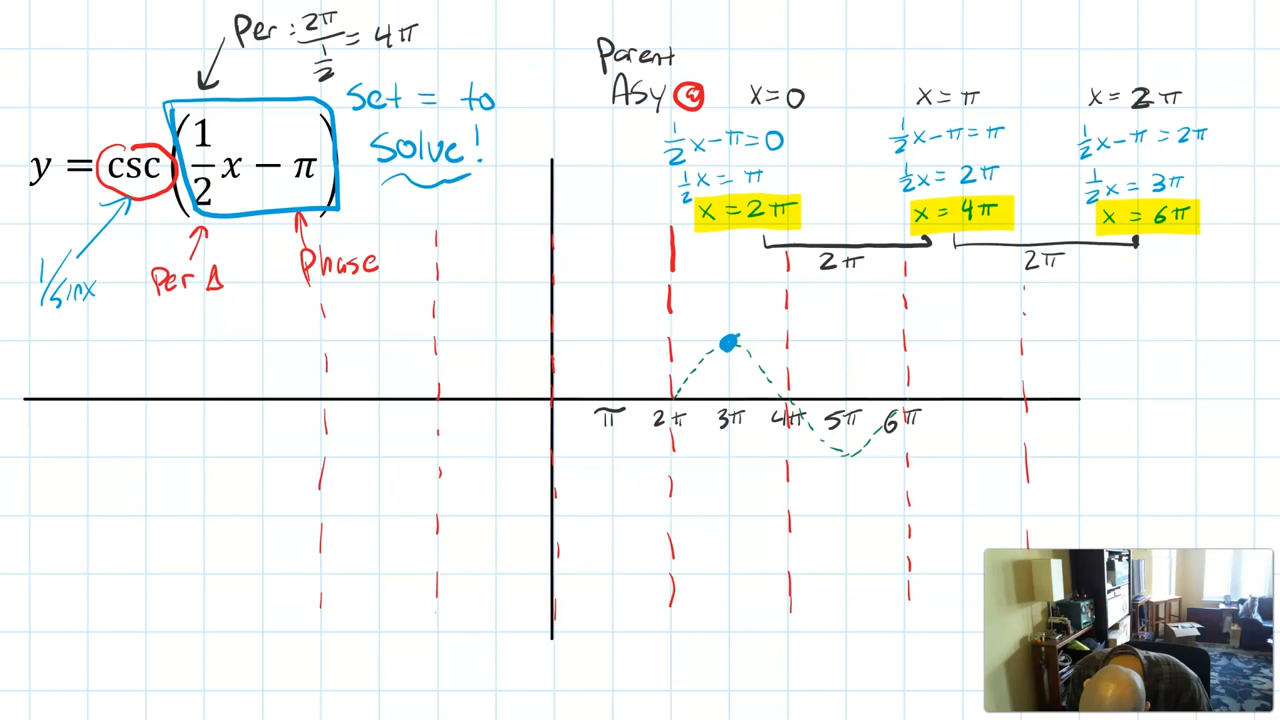 Per: 2π/(1/2) = 4π
set = to
solve!
y = csc(1/2 x − π)
1/sinx
Per Δ
Phase
Parent
Asy @
x=0
x=π
x=2π
1/2x−π=0
1/2x−π=π
1/2x−π=2π
1/2x=π
1/2x=2π
1/2x=3π
x=2π
x=4π
x=6π
2π
2π
π 2π 3π 4π 5π 6π